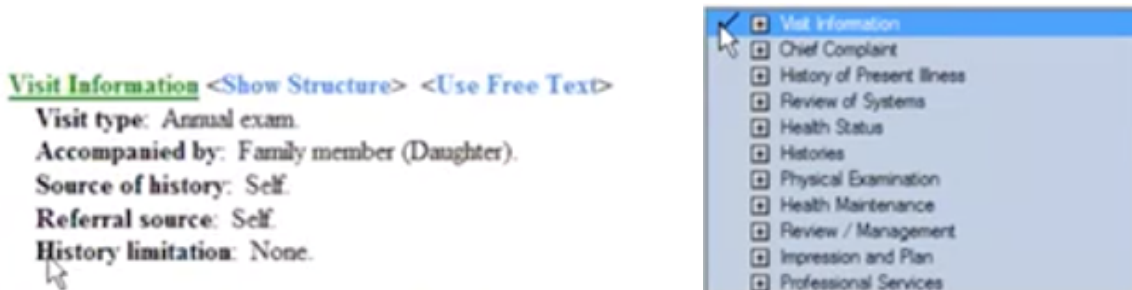 Visit Information <Show Structure> <Use Free Text>
Visit type: Annual exam.
Accompanied by: Family member (Daughter).
Source of history: Self.
Referral source: Self.
History limitation: None.
Visit Information
Chief Complaint
History of Present Illness
Review of Systems
Health Status
Histories
Physical Examination
Health Maintenance
Review / Management
Impression and Plan
Professional Services